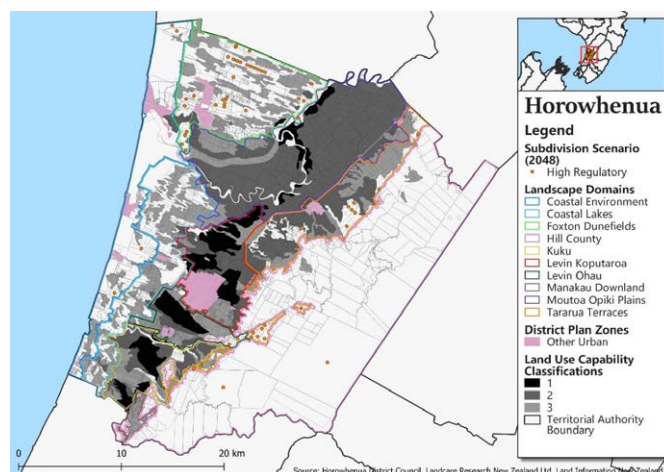 Horowhenua
Legend
Subdivision Scenario
(2048)
High Regulatory
Landscape Domains
Coastal Environment
Coastal Lakes
Foxton Dunefields
Hill County
Kuku
Levin Koputaroa
Levin Ohau
Manakau Downland
Moutoa Opiki Plains
Tararua Terraces
District Plan Zones
Other Urban
Land Use Capability
Classifications
1
2
3
Territorial Authority
Boundary
0 10 20 km
Source: Horowhenua District Council, Landcare Research New Zealand Ltd, Land Information New Zealand